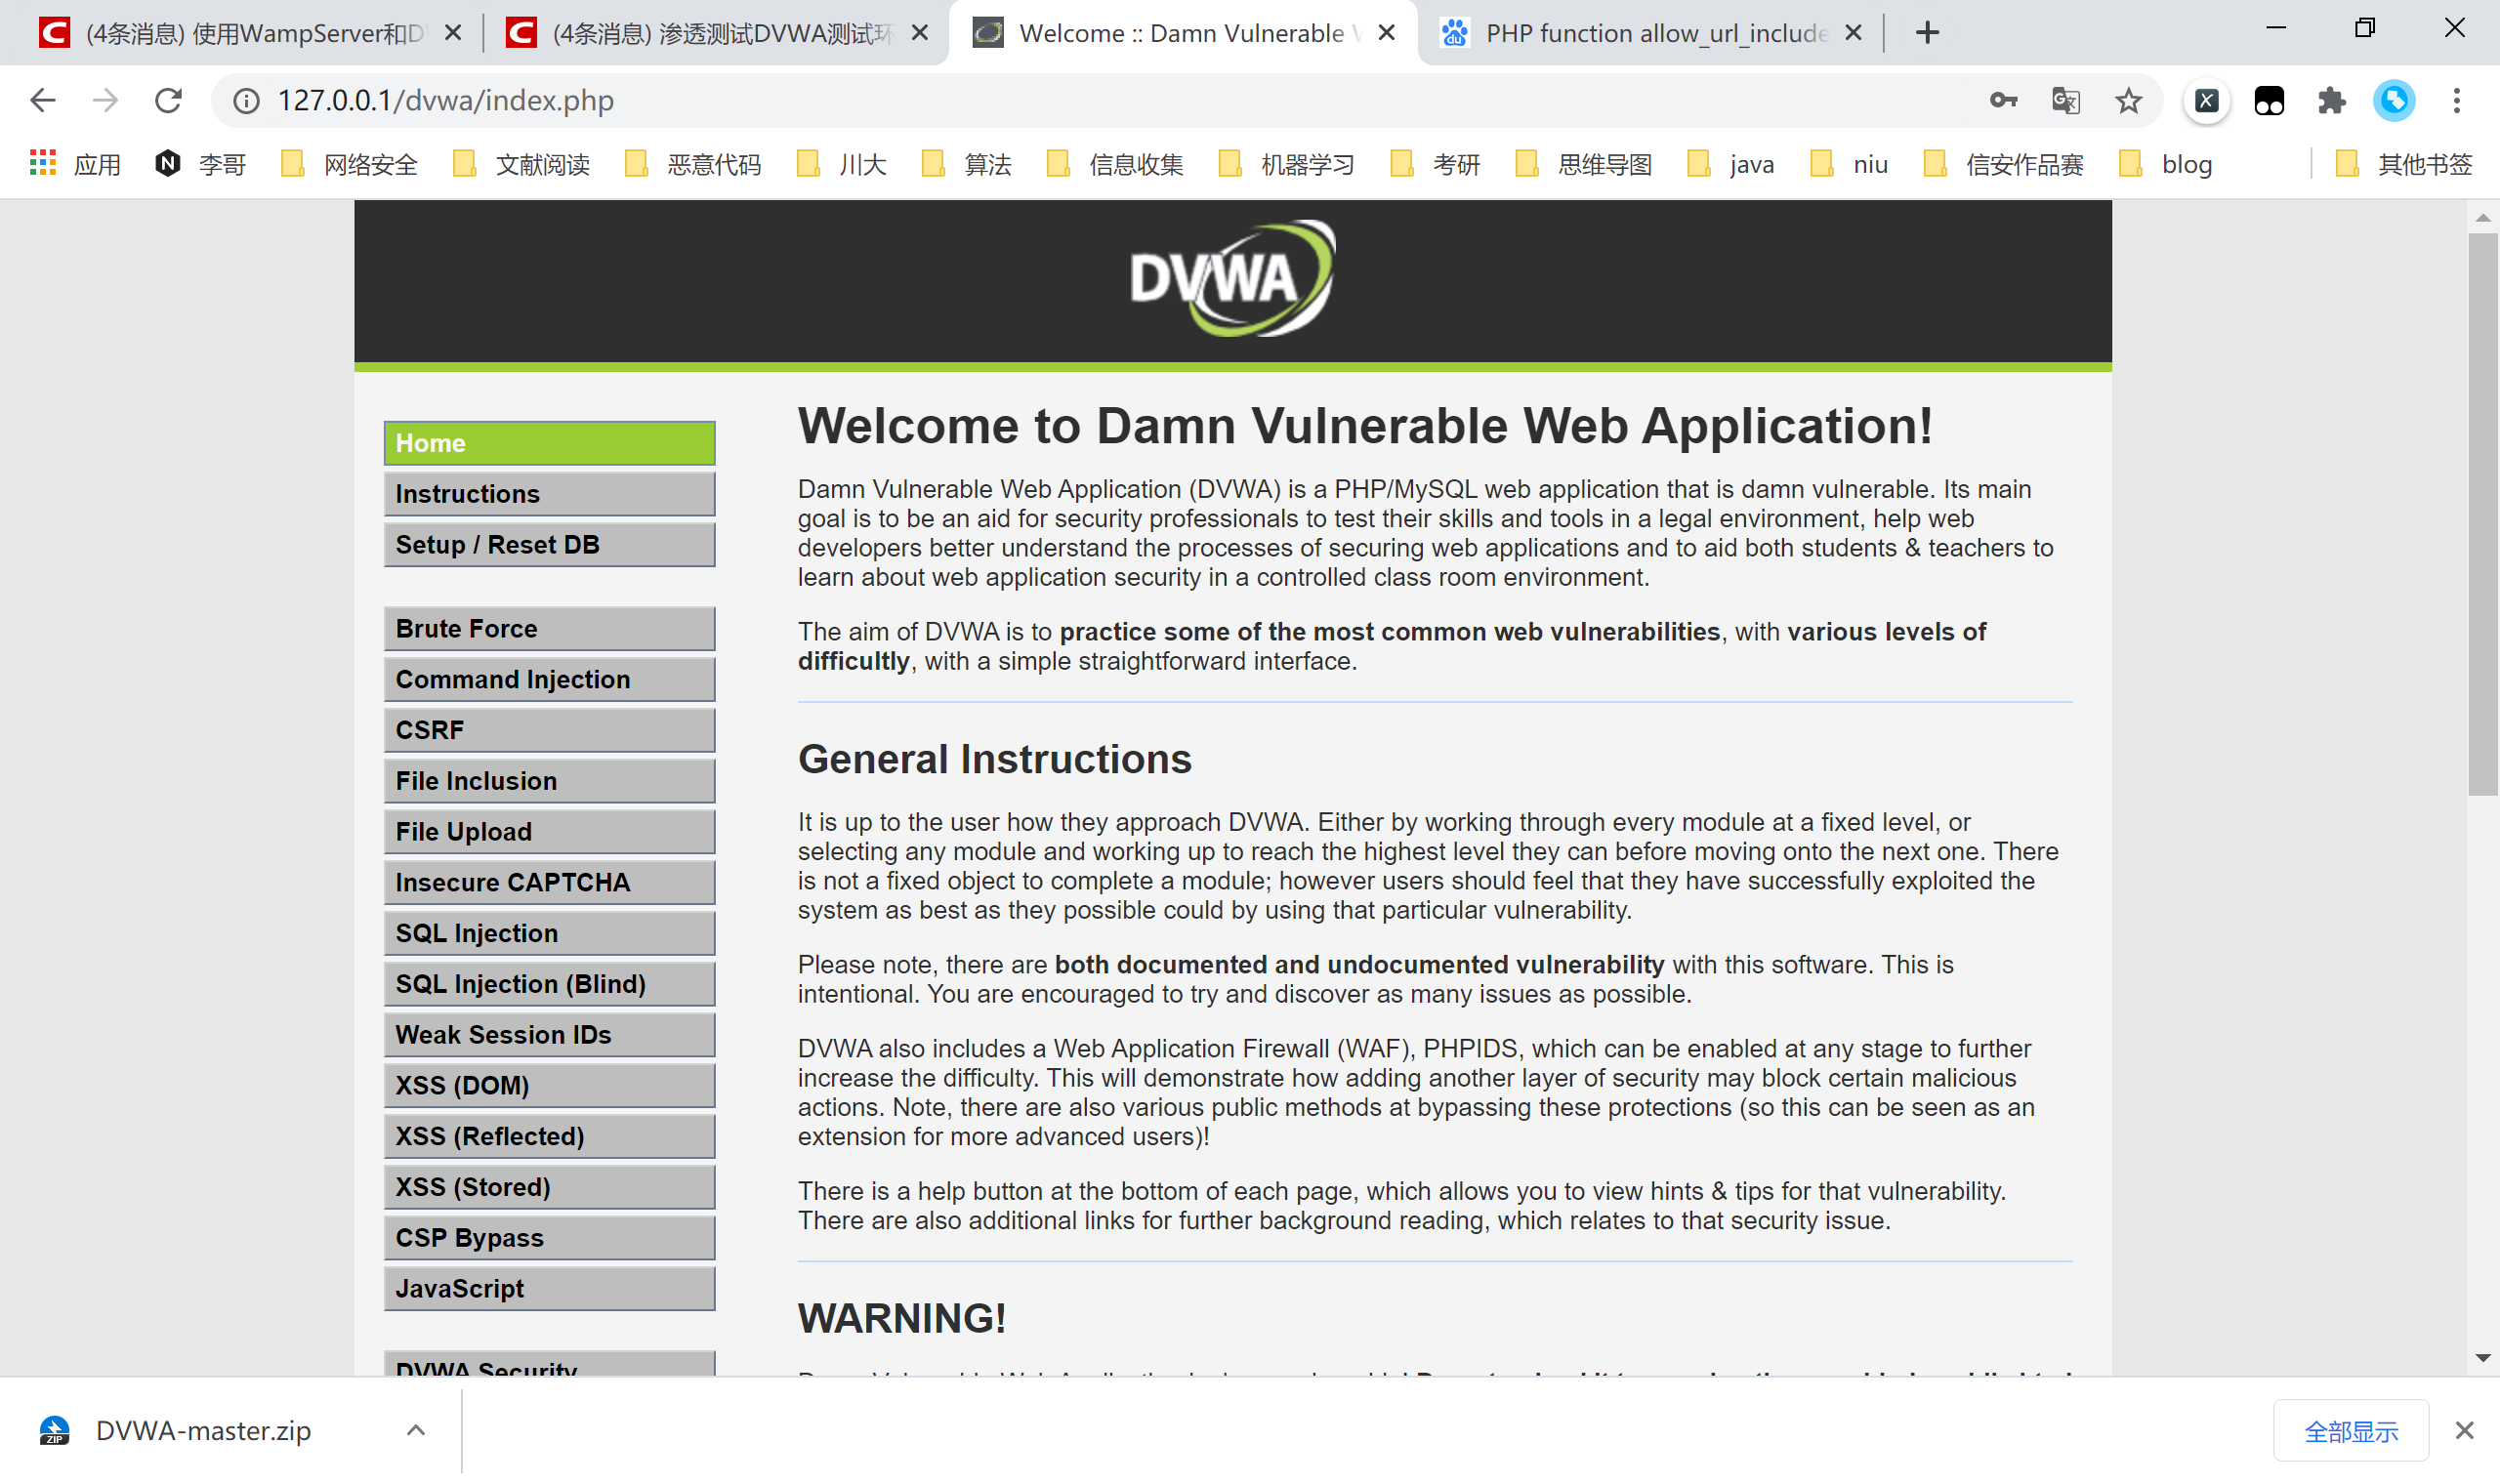 (4条消息) 使用WampServer和D
(4条消息) 渗透测试DVWA测试环
Welcome :: Damn Vulnerable
PHP function allow_url_include
127.0.0.1/dvwa/index.php
应用 李哥 网络安全 文献阅读 恶意代码 川大 算法 信息收集 机器学习 考研 思维导图 java niu 信安作品赛 blog 其他书签
DVWA
Home
Instructions
Setup / Reset DB
Brute Force
Command Injection
CSRF
File Inclusion
File Upload
Insecure CAPTCHA
SQL Injection
SQL Injection (Blind)
Weak Session IDs
XSS (DOM)
XSS (Reflected)
XSS (Stored)
CSP Bypass
JavaScript
DVWA Security
Welcome to Damn Vulnerable Web Application!
Damn Vulnerable Web Application (DVWA) is a PHP/MySQL web application that is damn vulnerable. Its main
goal is to be an aid for security professionals to test their skills and tools in a legal environment, help web
developers better understand the processes of securing web applications and to aid both students & teachers to
learn about web application security in a controlled class room environment.
The aim of DVWA is to practice some of the most common web vulnerabilities, with various levels of
difficultly, with a simple straightforward interface.
General Instructions
It is up to the user how they approach DVWA. Either by working through every module at a fixed level, or
selecting any module and working up to reach the highest level they can before moving onto the next one. There
is not a fixed object to complete a module; however users should feel that they have successfully exploited the
system as best as they possible could by using that particular vulnerability.
Please note, there are both documented and undocumented vulnerability with this software. This is
intentional. You are encouraged to try and discover as many issues as possible.
DVWA also includes a Web Application Firewall (WAF), PHPIDS, which can be enabled at any stage to further
increase the difficulty. This will demonstrate how adding another layer of security may block certain malicious
actions. Note, there are also various public methods at bypassing these protections (so this can be seen as an
extension for more advanced users)!
There is a help button at the bottom of each page, which allows you to view hints & tips for that vulnerability.
There are also additional links for further background reading, which relates to that security issue.
WARNING!
DVWA-master.zip
全部显示